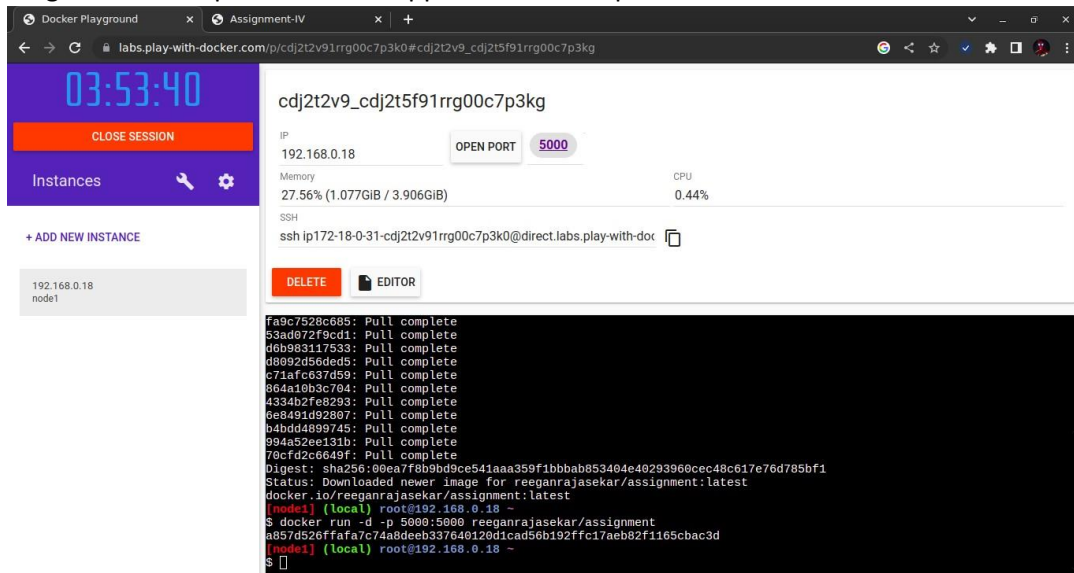 Docker Playground
Assignment-IV
labs.play-with-docker.com/p/cdj2t2v91rrg00c7p3k0#cdj2t2v9_cdj2t5f91rrg00c7p3kg
03:53:40
CLOSE SESSION
Instances
+ ADD NEW INSTANCE
192.168.0.18
node1
cdj2t2v9_cdj2t5f91rrg00c7p3kg
IP
192.168.0.18
OPEN PORT
5000
Memory
27.56% (1.077GiB / 3.906GiB)
CPU
0.44%
SSH
ssh ip172-18-0-31-cdj2t2v91rrg00c7p3k0@direct.labs.play-with-doc
DELETE
EDITOR
fa9c7528c685: Pull complete
53ad072f9cd1: Pull complete
d6b983117533: Pull complete
d8092d56ded5: Pull complete
c71afc637d59: Pull complete
864a10b3c704: Pull complete
4334b2fe8293: Pull complete
6e8491d92807: Pull complete
b4bdd4899745: Pull complete
994a52ee131b: Pull complete
70cfd2c6649f: Pull complete
Digest: sha256:00ea7f8b9bd9ce541aaa359f1bbbab853404e40293960cec48c617e76d785bf1
Status: Downloaded newer image for reeganrajasekar/assignment:latest
docker.io/reeganrajasekar/assignment:latest
[node1] (local) root@192.168.0.18 ~
$ docker run -d -p 5000:5000 reeganrajasekar/assignment
a857d526ffafa7c74a8deeb337640120d1cad56b192ffc17aeb82f1165cbac3d
[node1] (local) root@192.168.0.18 ~
$